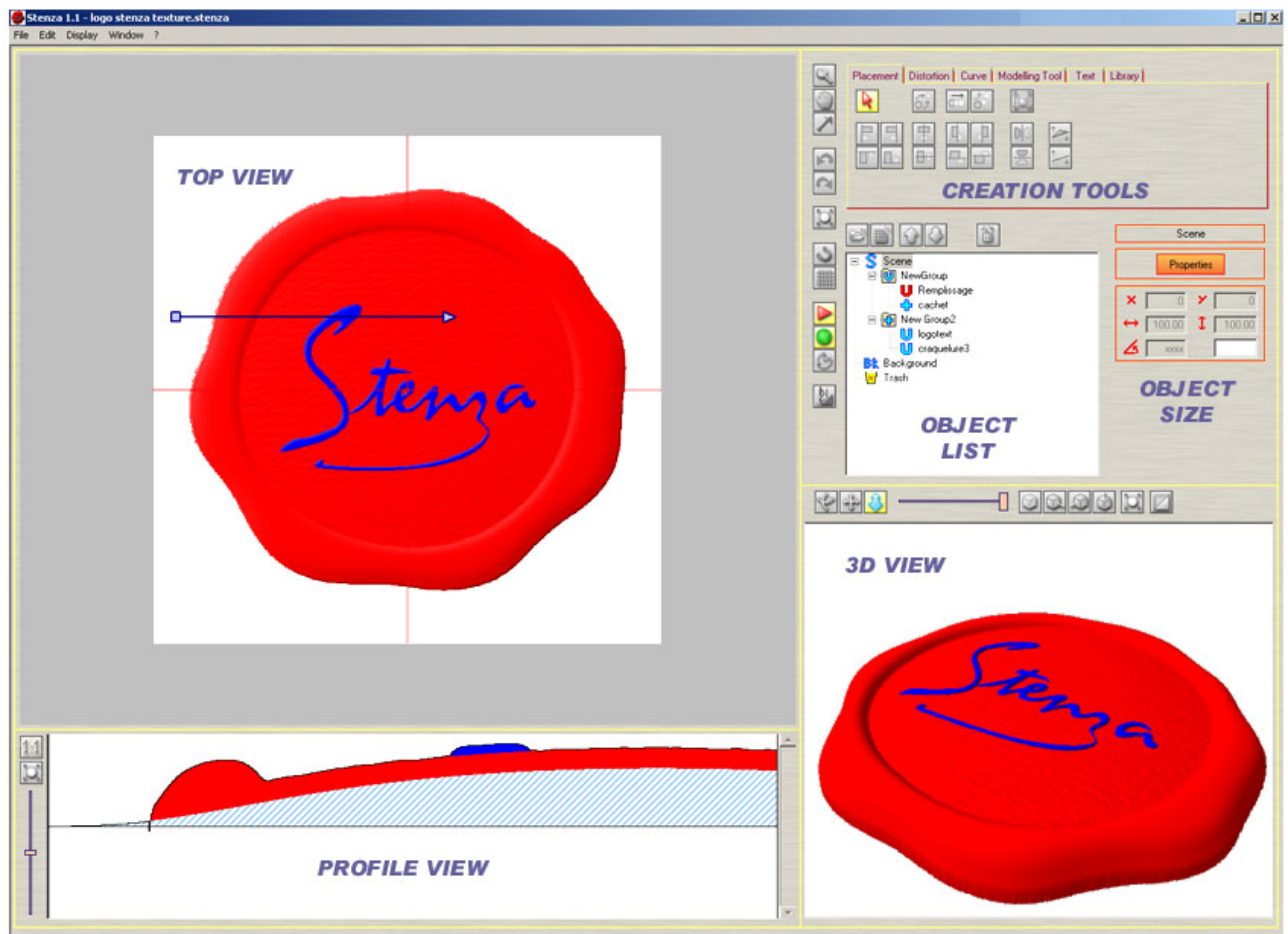 Stenza 1.1 - logo stenza texture.stenza
File Edit Display Window ?
TOP VIEW
Stenza
Placement Distortion Curve Modelling Tool Text Library
CREATION TOOLS
Scene
NewGroup
Remplissage
cachet
New Group2
logotext
craquelure3
Background
Trash
OBJECT
LIST
Scene
Properties
0 0
100.00 100.00
xxxx
OBJECT
SIZE
3D VIEW
Stenza
1:1
PROFILE VIEW